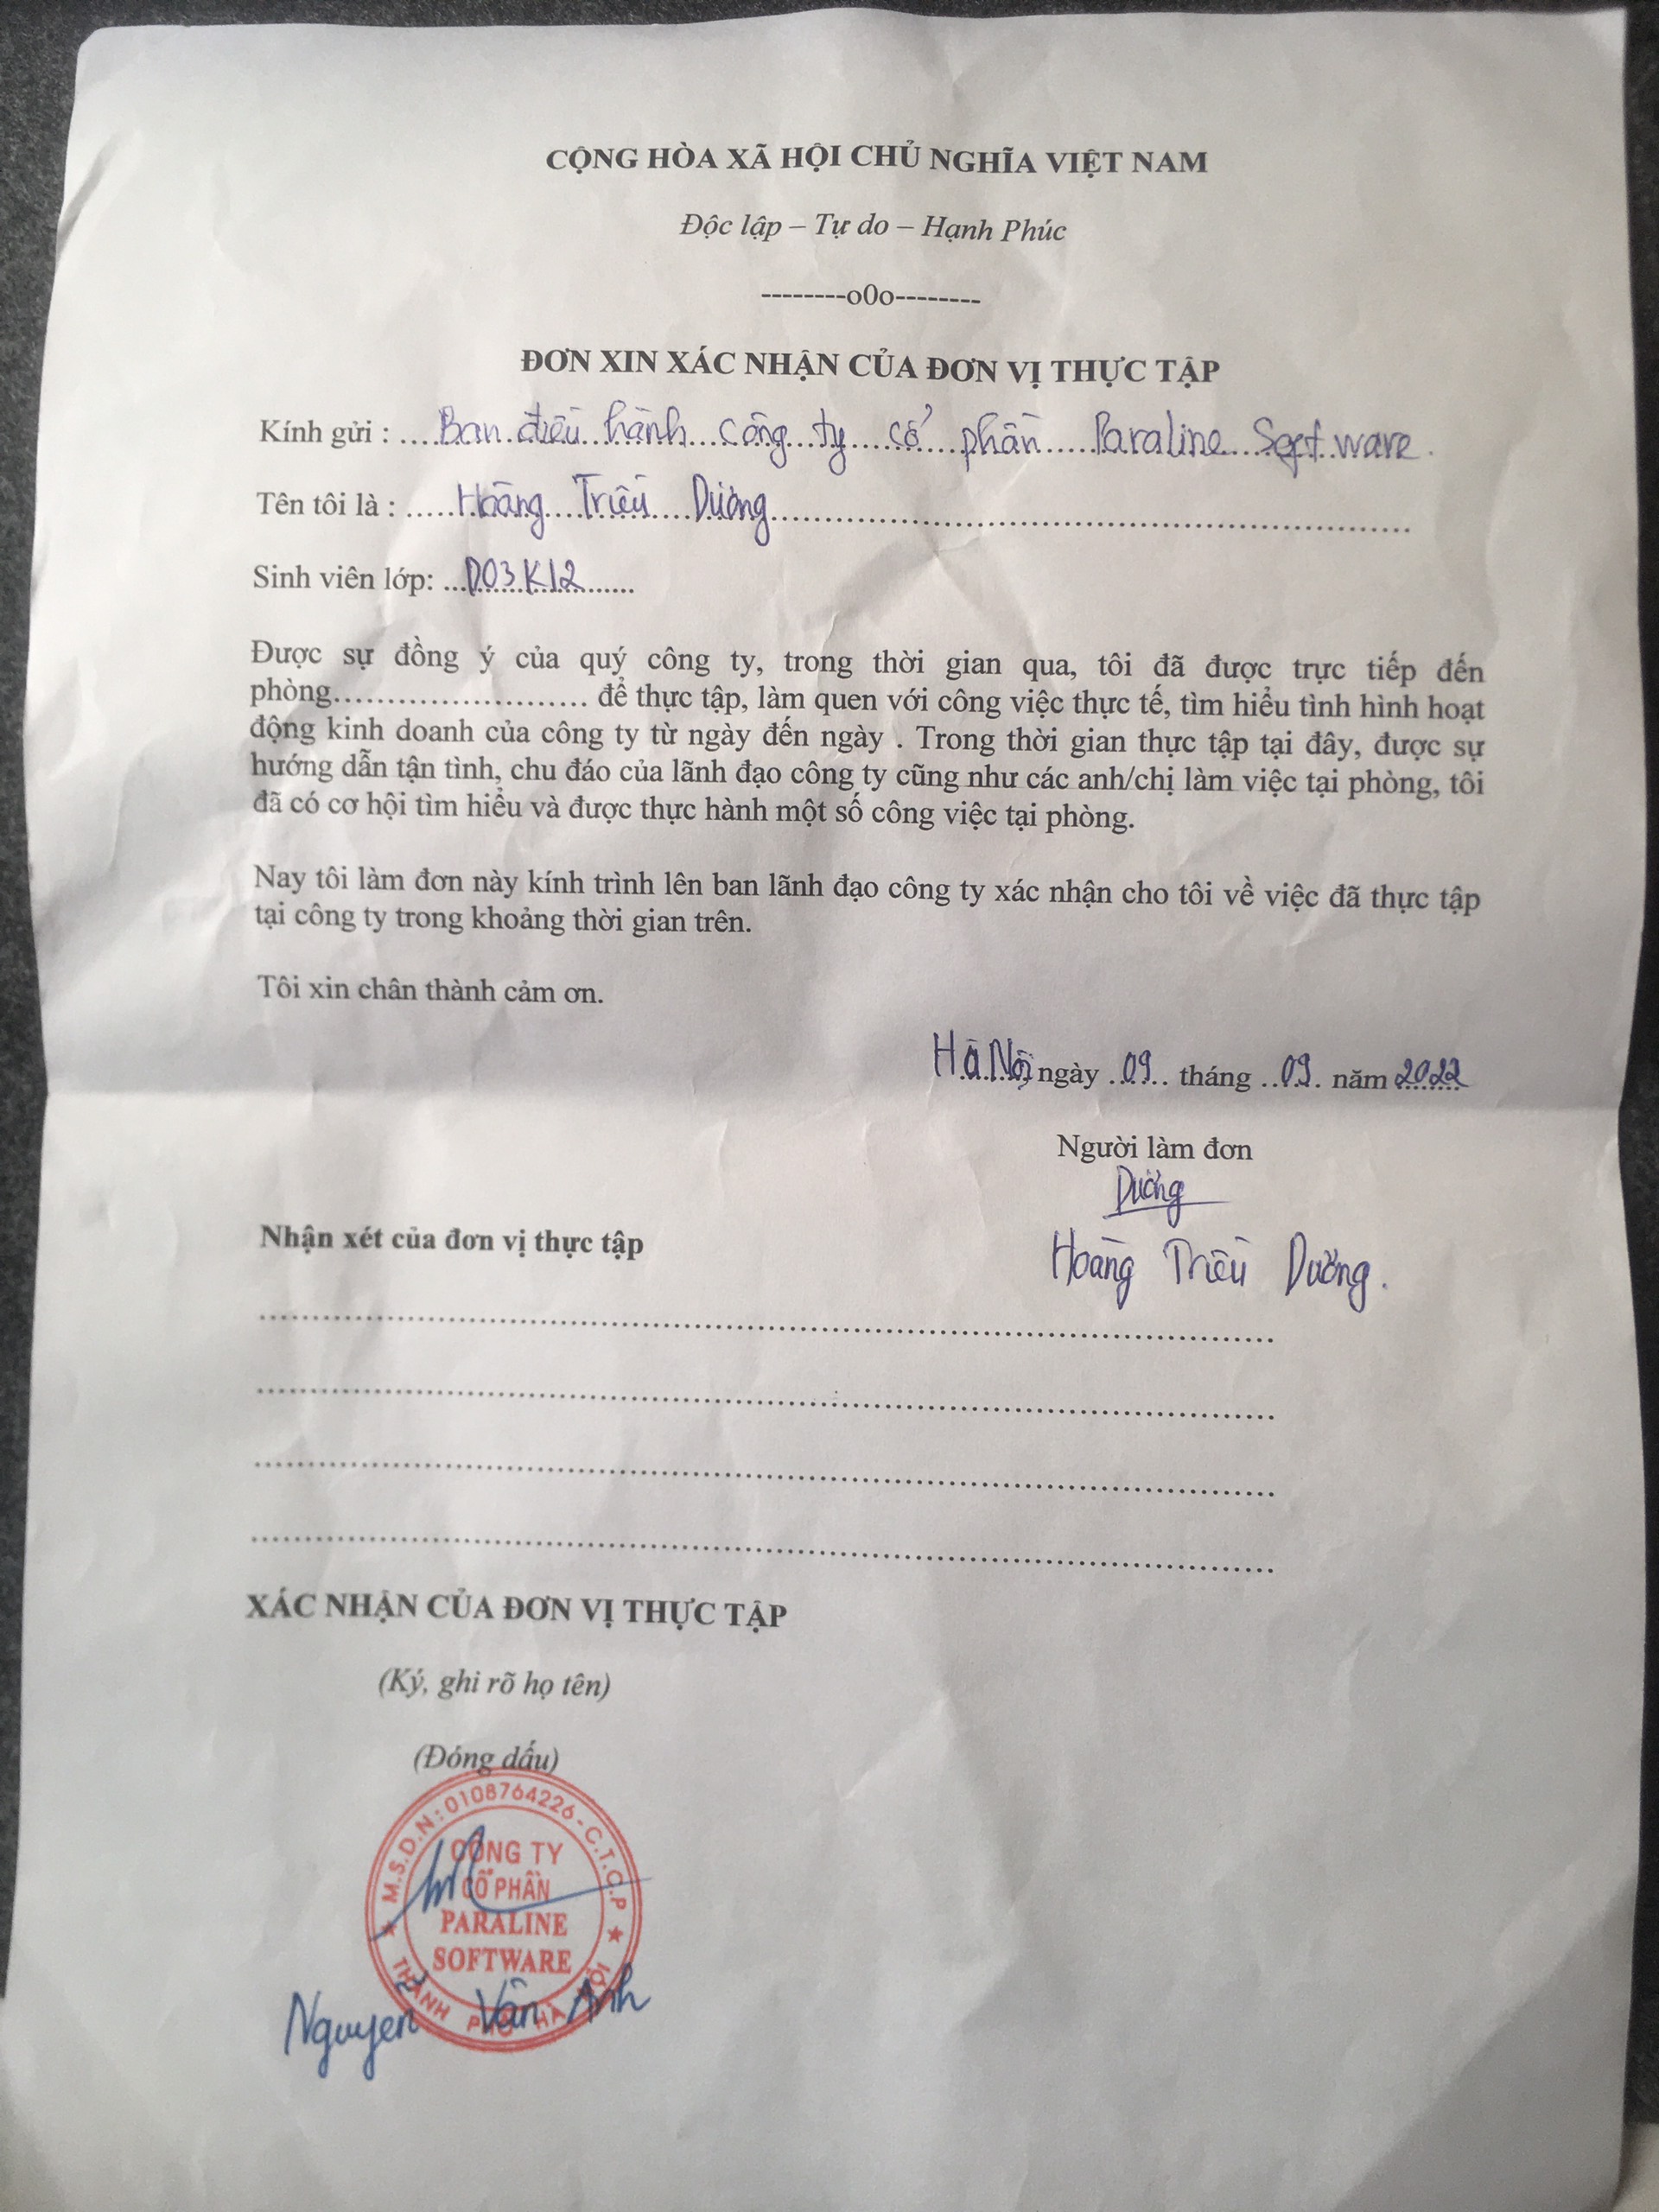 CỘNG HÒA XÃ HỘI CHỦ NGHĨA VIỆT NAM
Độc lập – Tự do – Hạnh Phúc
--------o0o--------
ĐƠN XIN XÁC NHẬN CỦA ĐƠN VỊ THỰC TẬP
Kính gửi : ....Ban điều hành công ty cổ phần Paraline Software.
Tên tôi là : .....Hoàng Triều Dương..........................................................
Sinh viên lớp: ...D03K12......
Được sự đồng ý của quý công ty, trong thời gian qua, tôi đã được trực tiếp đến
phòng........................... để thực tập, làm quen với công việc thực tế, tìm hiểu tình hình hoạt
động kinh doanh của công ty từ ngày đến ngày . Trong thời gian thực tập tại đây, được sự
hướng dẫn tận tình, chu đáo của lãnh đạo công ty cũng như các anh/chị làm việc tại phòng, tôi
đã có cơ hội tìm hiểu và được thực hành một số công việc tại phòng.
Nay tôi làm đơn này kính trình lên ban lãnh đạo công ty xác nhận cho tôi về việc đã thực tập
tại công ty trong khoảng thời gian trên.
Tôi xin chân thành cảm ơn.
Hà Nội ngày .09.. tháng ..09.. năm 2022
Người làm đơn
Dương
Hoàng Triều Dương.
Nhận xét của đơn vị thực tập
XÁC NHẬN CỦA ĐƠN VỊ THỰC TẬP
(Ký, ghi rõ họ tên)
(Đóng dấu)
M.S.D.N: 0108764226 - C.T.C.P
CÔNG TY
CỔ PHẦN
PARALINE
SOFTWARE
THÀNH PHỐ HÀ NỘI
Nguyễn Vân Anh